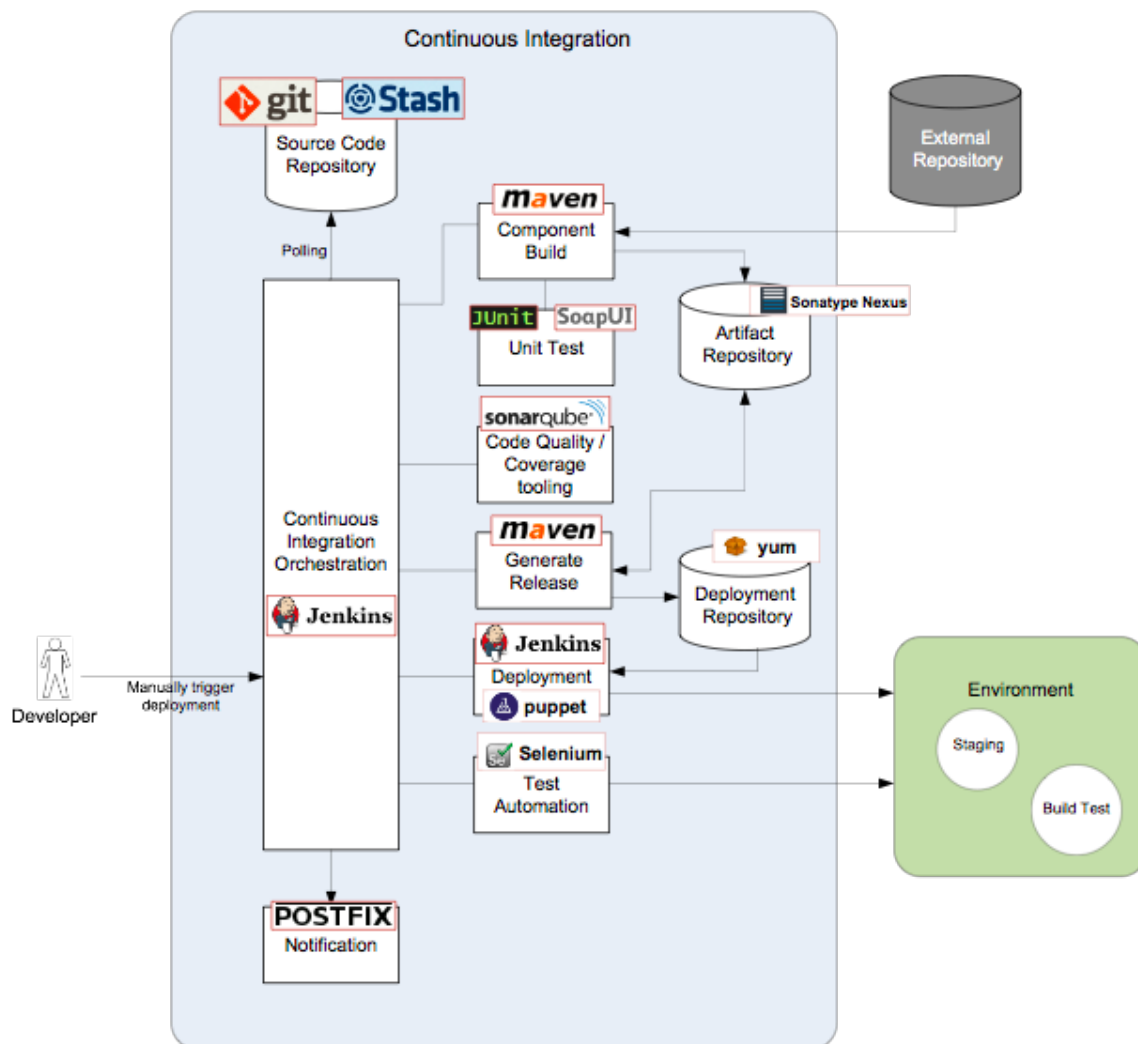 Continuous Integration
git
Stash
Source Code
Repository
External
Repository
maven
Component
Build
Polling
Sonatype Nexus
JUnit
SoapUI
Unit Test
Artifact
Repository
sonarqube
Code Quality /
Coverage
tooling
Continuous
Integration
Orchestration
Jenkins
maven
Generate
Release
yum
Deployment
Repository
Jenkins
Deployment
puppet
Manually trigger
deployment
Developer
Environment
Staging
Build Test
Se
Selenium
Test
Automation
POSTFIX
Notification